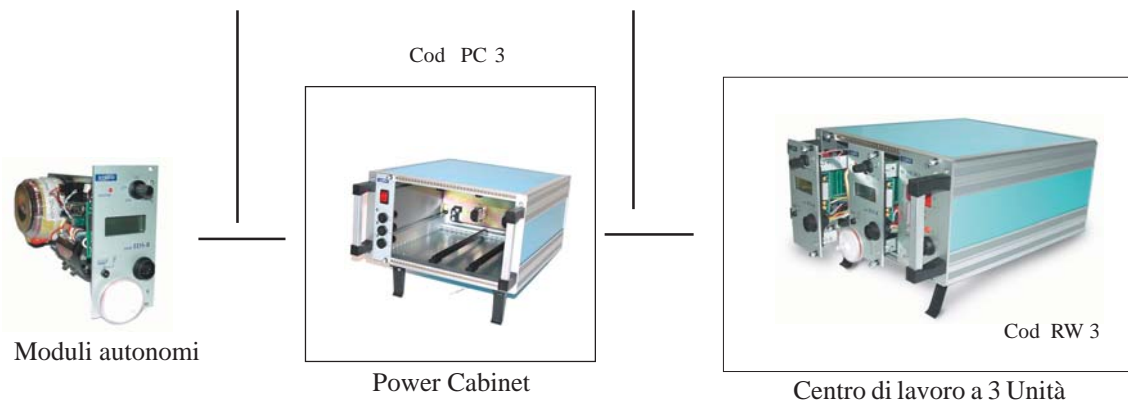 Cod PC 3
Moduli autonomi
Power Cabinet
Cod RW 3
Centro di lavoro a 3 Unità